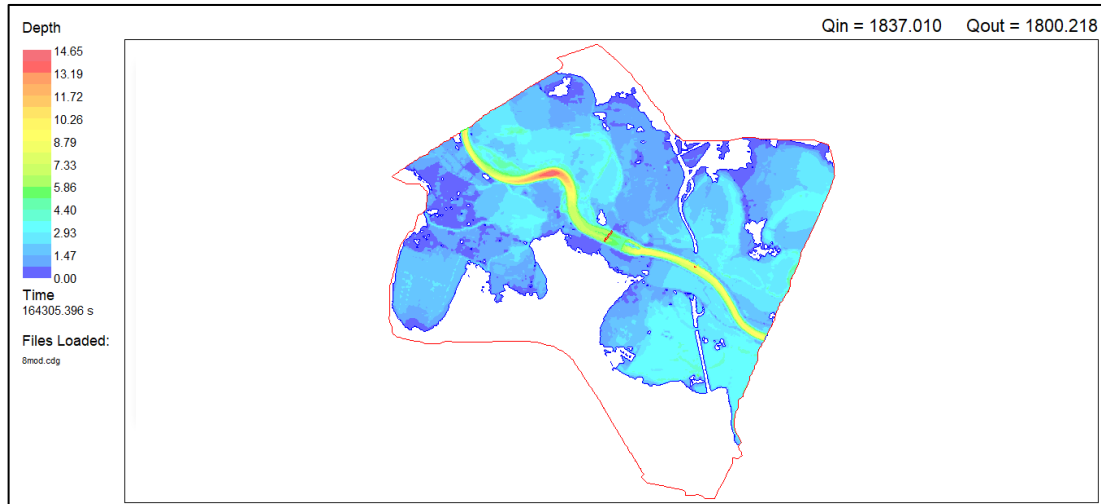 Qin = 1837.010 Qout = 1800.218
Depth
14.65
13.19
11.72
10.26
8.79
7.33
5.86
4.40
2.93
1.47
0.00
Time
164305.396 s
Files Loaded:
8mod.cdg